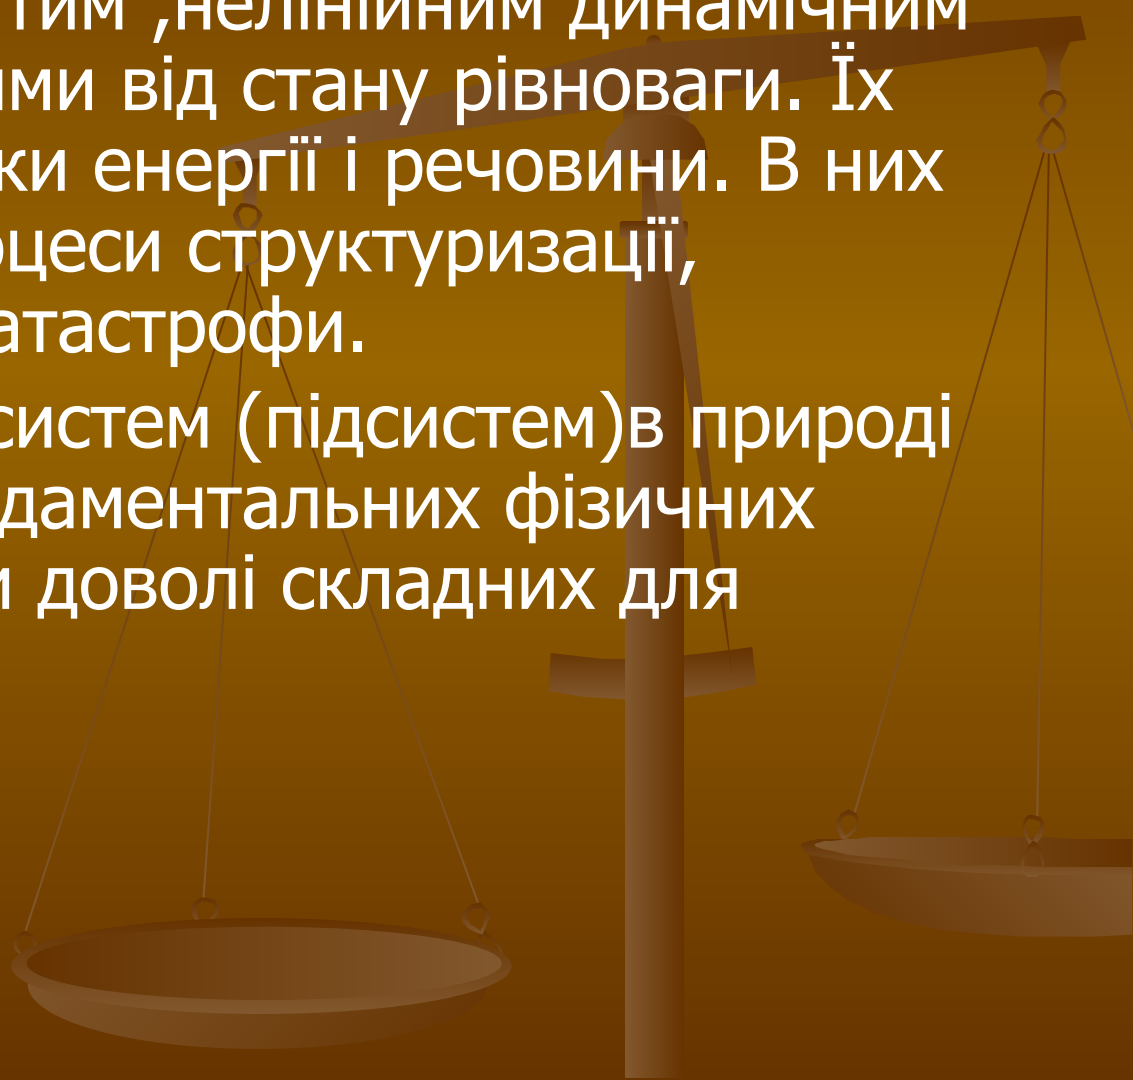 тим ,нелінійним динамічним
ми від стану рівноваги. Їх
ки енергії і речовини. В них
оцеси структуризації,
атастрофи.
систем (підсистем)в природі
даментальних фізичних
и доволі складних для